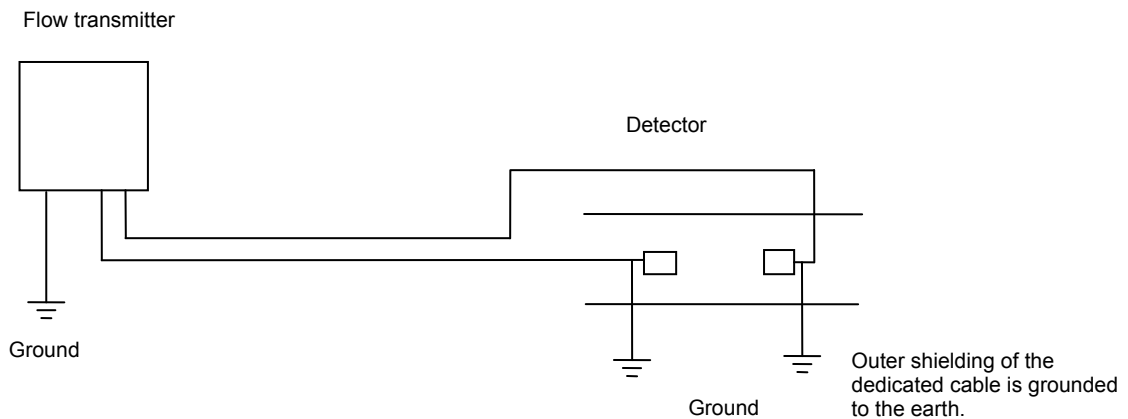 Flow transmitter
Detector
Ground
Ground
Outer shielding of the
dedicated cable is grounded
to the earth.